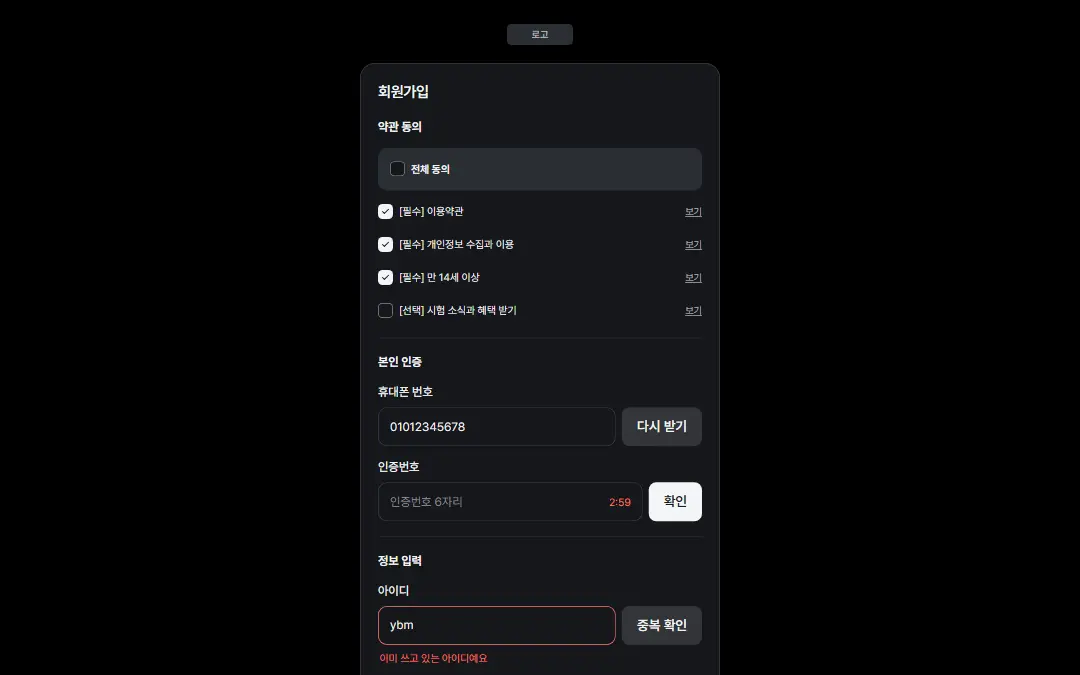 로고
회원가입
약관 동의
전체 동의
[필수] 이용약관 보기
[필수] 개인정보 수집과 이용 보기
[필수] 만 14세 이상 보기
[선택] 시험 소식과 혜택 받기 보기
본인 인증
휴대폰 번호
01012345678 다시 받기
인증번호
인증번호 6자리 2:59 확인
정보 입력
아이디
ybm 중복 확인
이미 쓰고 있는 아이디예요